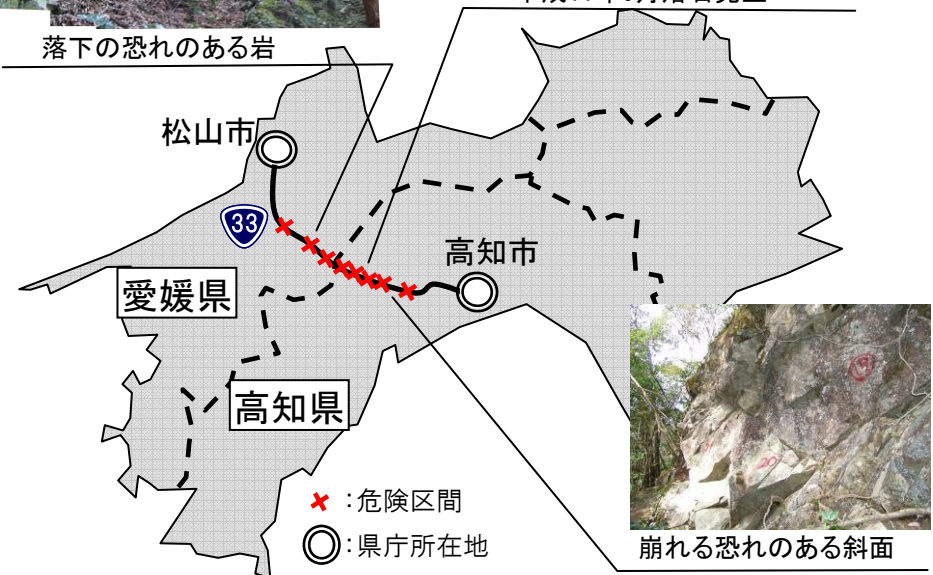 落下の恐れのある岩
松山市
33
高知市
愛媛県
高知県
×:危険区間
◎:県庁所在地
崩れる恐れのある斜面